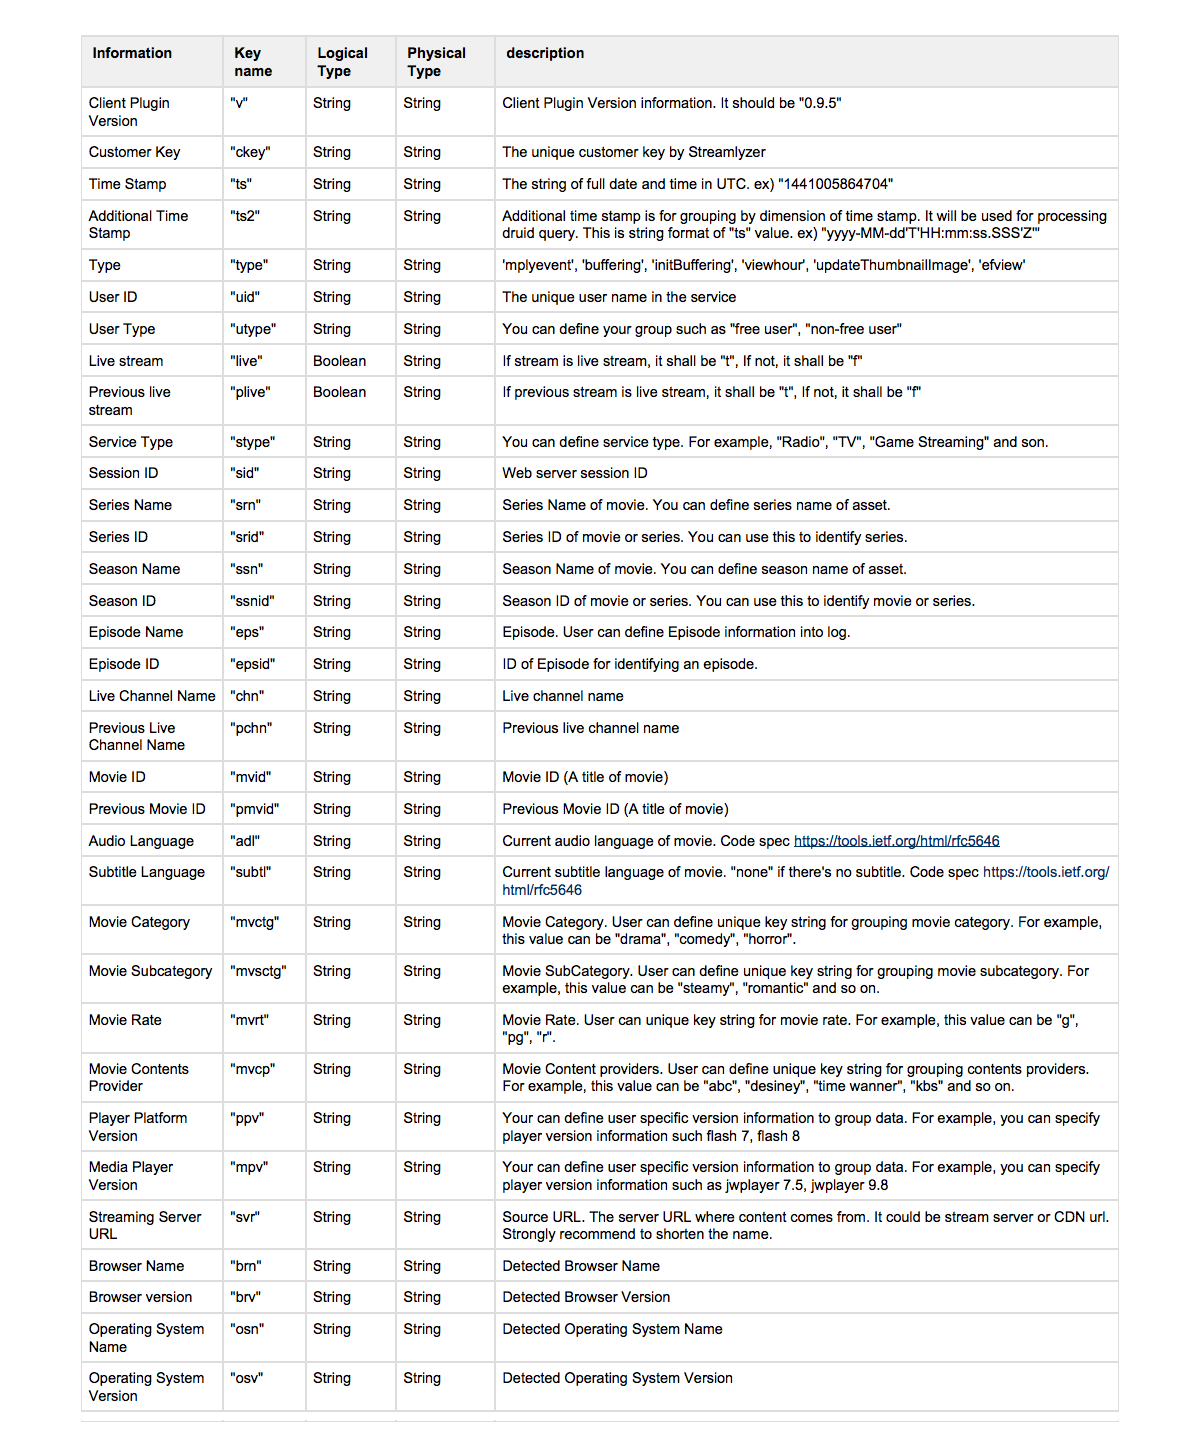 Information Key name Logical Type Physical Type description
Client Plugin Version "v" String String Client Plugin Version information. It should be "0.9.5"
Customer Key "ckey" String String The unique customer key by Streamlyzer
Time Stamp "ts" String String The string of full date and time in UTC. ex) "1441005864704"
Additional Time Stamp "ts2" String String Additional time stamp is for grouping by dimension of time stamp. It will be used for processing
druid query. This is string format of "ts" value. ex) "yyyy-MM-dd'T'HH:mm:ss.SSS'Z'"
Type "type" String String 'mplyevent', 'buffering', 'initBuffering', 'viewhour', 'updateThumbnailImage', 'efview'
User ID "uid" String String The unique user name in the service
User Type "utype" String String You can define your group such as "free user", "non-free user"
Live stream "live" Boolean String If stream is live stream, it shall be "t", If not, it shall be "f"
Previous live stream "plive" Boolean String If previous stream is live stream, it shall be "t", If not, it shall be "f"
Service Type "stype" String String You can define service type. For example, "Radio", "TV", "Game Streaming" and son.
Session ID "sid" String String Web server session ID
Series Name "srn" String String Series Name of movie. You can define series name of asset.
Series ID "srid" String String Series ID of movie or series. You can use this to identify series.
Season Name "ssn" String String Season Name of movie. You can define season name of asset.
Season ID "ssnid" String String Season ID of movie or series. You can use this to identify movie or series.
Episode Name "eps" String String Episode. User can define Episode information into log.
Episode ID "epsid" String String ID of Episode for identifying an episode.
Live Channel Name "chn" String String Live channel name
Previous Live Channel Name "pchn" String String Previous live channel name
Movie ID "mvid" String String Movie ID (A title of movie)
Previous Movie ID "pmvid" String String Previous Movie ID (A title of movie)
Audio Language "adl" String String Current audio language of movie. Code spec https://tools.ietf.org/html/rfc5646
Subtitle Language "subtl" String String Current subtitle language of movie. "none" if there's no subtitle. Code spec https://tools.ietf.org/
html/rfc5646
Movie Category "mvctg" String String Movie Category. User can define unique key string for grouping movie category. For example,
this value can be "drama", "comedy", "horror".
Movie Subcategory "mvsctg" String String Movie SubCategory. User can define unique key string for grouping movie subcategory. For
example, this value can be "steamy", "romantic" and so on.
Movie Rate "mvrt" String String Movie Rate. User can unique key string for movie rate. For example, this value can be "g",
"pg", "r".
Movie Contents Provider "mvcp" String String Movie Content providers. User can define unique key string for grouping contents providers.
For example, this value can be "abc", "desiney", "time wanner", "kbs" and so on.
Player Platform Version "ppv" String String Your can define user specific version information to group data. For example, you can specify
player version information such flash 7, flash 8
Media Player Version "mpv" String String Your can define user specific version information to group data. For example, you can specify
player version information such as jwplayer 7.5, jwplayer 9.8
Streaming Server URL "svr" String String Source URL. The server URL where content comes from. It could be stream server or CDN url.
Strongly recommend to shorten the name.
Browser Name "brn" String String Detected Browser Name
Browser version "brv" String String Detected Browser Version
Operating System Name "osn" String String Detected Operating System Name
Operating System Version "osv" String String Detected Operating System Version